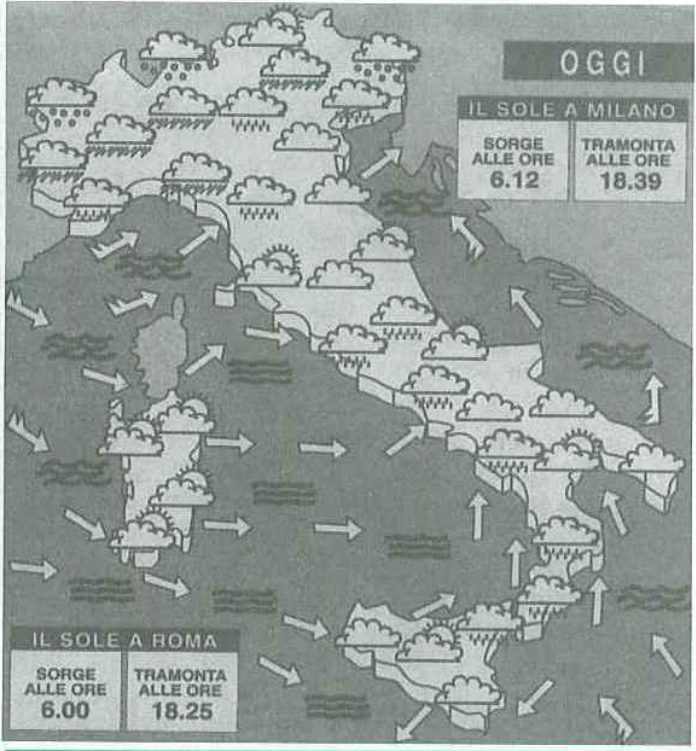 OGGI
IL SOLE A MILANO
SORGE
ALLE ORE
6.12
TRAMONTA
ALLE ORE
18.39
IL SOLE A ROMA
SORGE
ALLE ORE
6.00
TRAMONTA
ALLE ORE
18.25